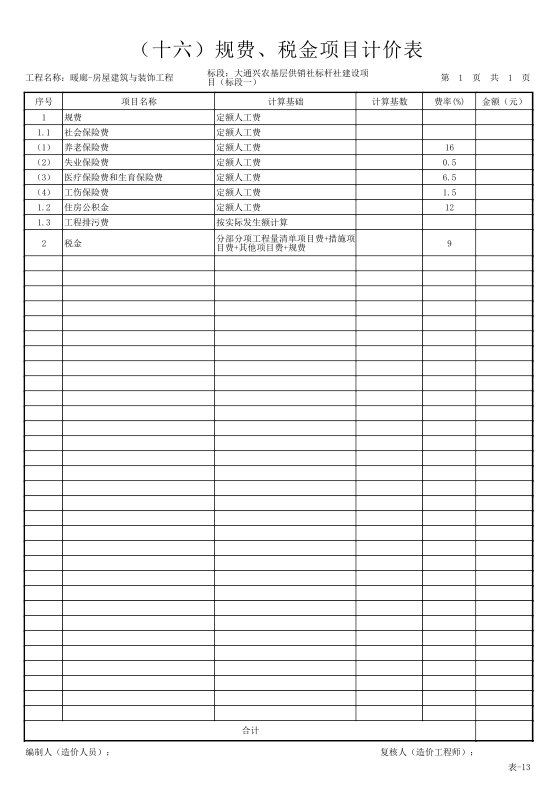 （十六）规费、税金项目计价表
工程名称：暖廊-房屋建筑与装饰工程
标段：大通兴农基层供销社标杆社建设项
目（标段一）
第 1 页 共 1 页
序号 项目名称 计算基础 计算基数 费率(%) 金额（元）
1 规费 定额人工费
1.1 社会保险费 定额人工费
（1） 养老保险费 定额人工费 16
（2） 失业保险费 定额人工费 0.5
（3） 医疗保险费和生育保险费 定额人工费 6.5
（4） 工伤保险费 定额人工费 1.5
1.2 住房公积金 定额人工费 12
1.3 工程排污费 按实际发生额计算
2 税金 分部分项工程量清单项目费+措施项
目费+其他项目费+规费 9
合计
编制人（造价人员）： 复核人（造价工程师）：
表-13